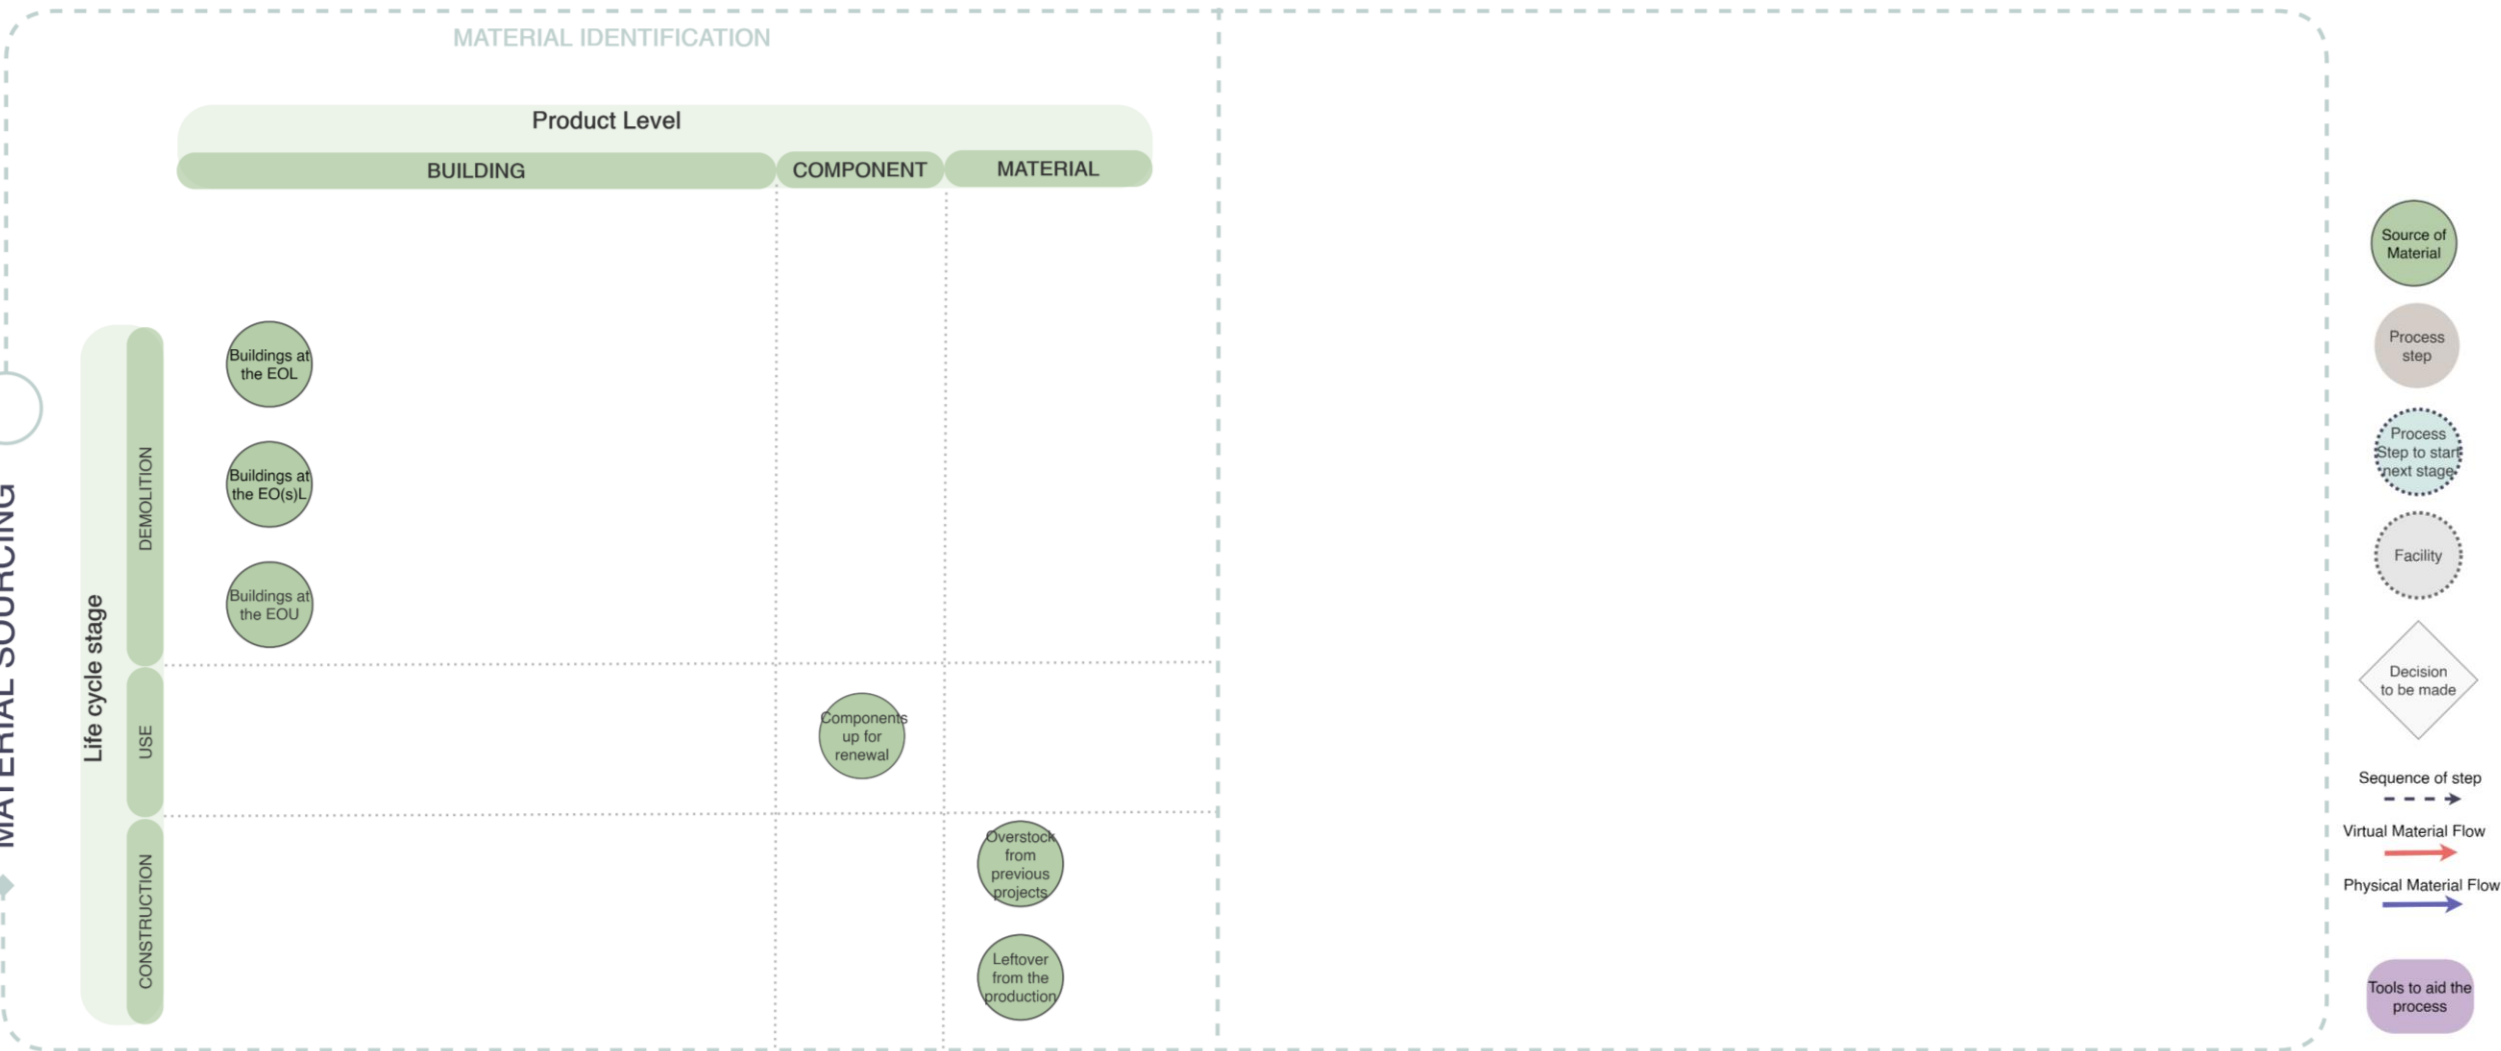 MATERIAL IDENTIFICATION
Product Level
BUILDING
COMPONENT
MATERIAL
MATERIAL SOURCING
Life cycle stage
DEMOLITION
USE
CONSTRUCTION
Buildings at
the EOL
Buildings at
the EO(s)L
Buildings at
the EOU
Components
up for
renewal
Overstock
from
previous
projects
Leftover
from the
production
Source of
Material
Process
step
Process
Step to start
next stage
Facility
Decision
to be made
Sequence of step
Virtual Material Flow
Physical Material Flow
Tools to aid the
process